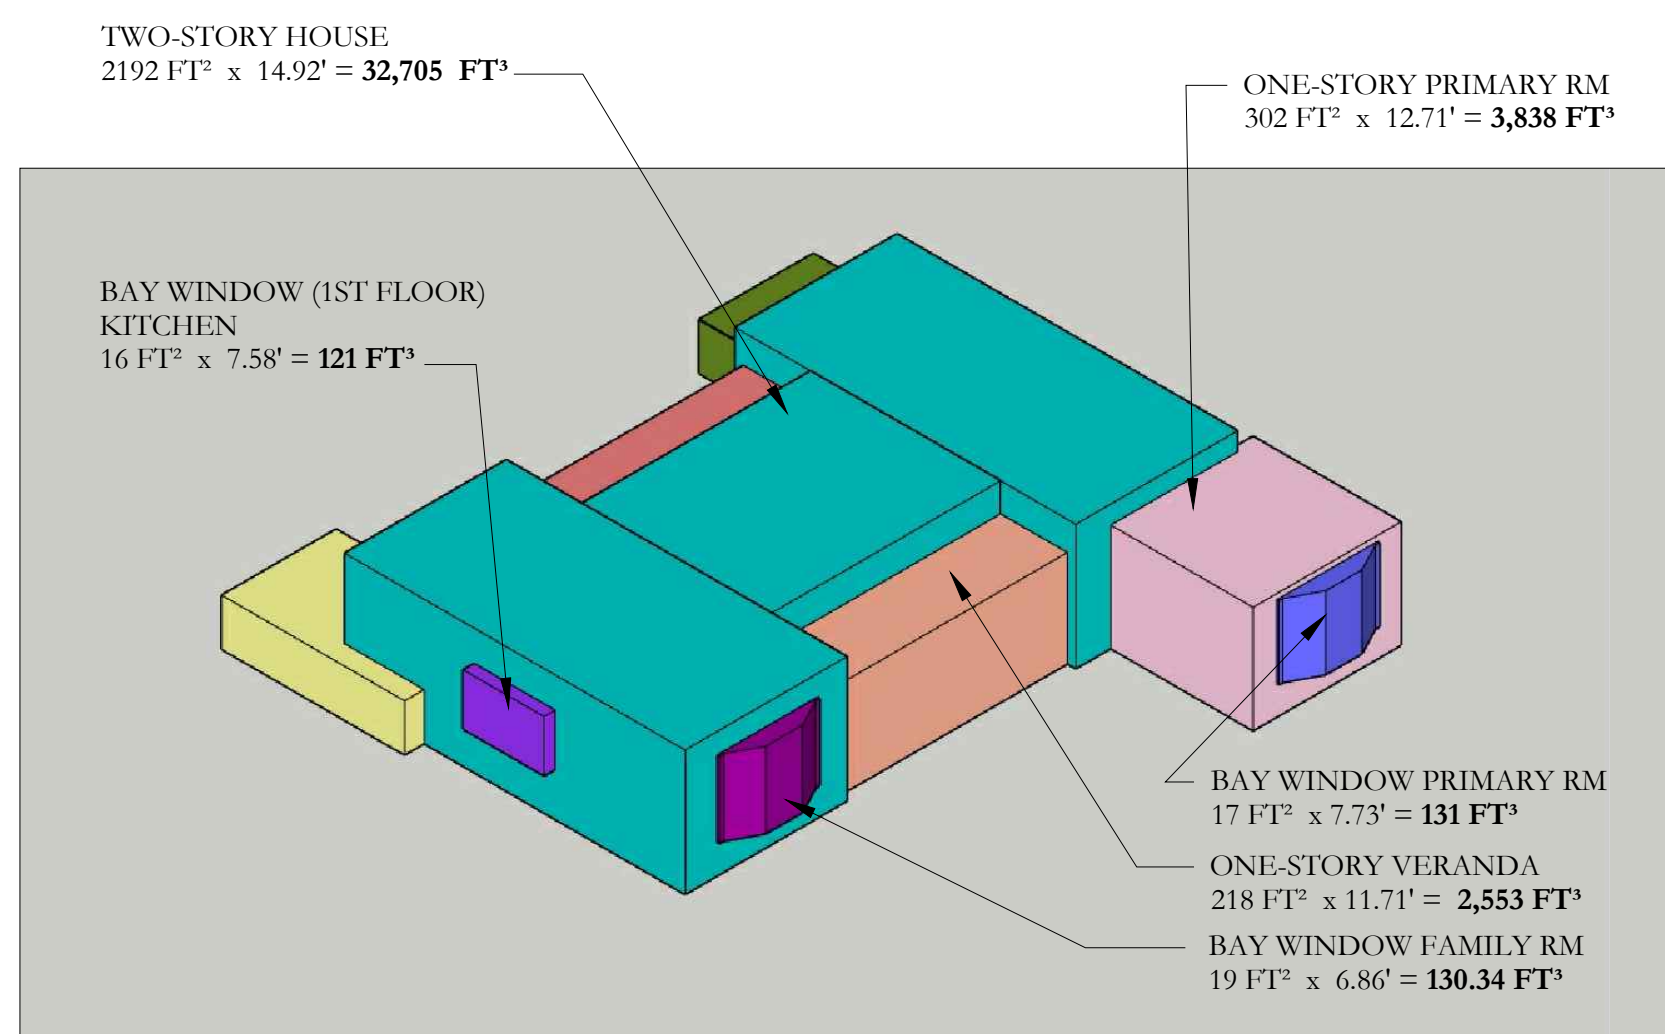 TWO-STORY HOUSE
2192 FT² x 14.92' = 32,705 FT³
ONE-STORY PRIMARY RM
302 FT² x 12.71' = 3,838 FT³
BAY WINDOW (1ST FLOOR)
KITCHEN
16 FT² x 7.58' = 121 FT³
BAY WINDOW PRIMARY RM
17 FT² x 7.73' = 131 FT³
ONE-STORY VERANDA
218 FT² x 11.71' = 2,553 FT³
BAY WINDOW FAMILY RM
19 FT² x 6.86' = 130.34 FT³